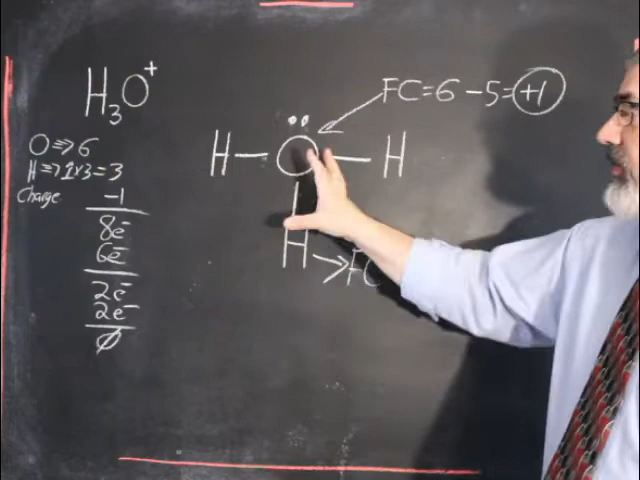 H₃O⁺
O => 6
H => 1x3 = 3
Charge -1
8e⁻
6e⁻
2e⁻
2e⁻
Ø
FC = 6 - 5 = +1
H - O - H
H → FC